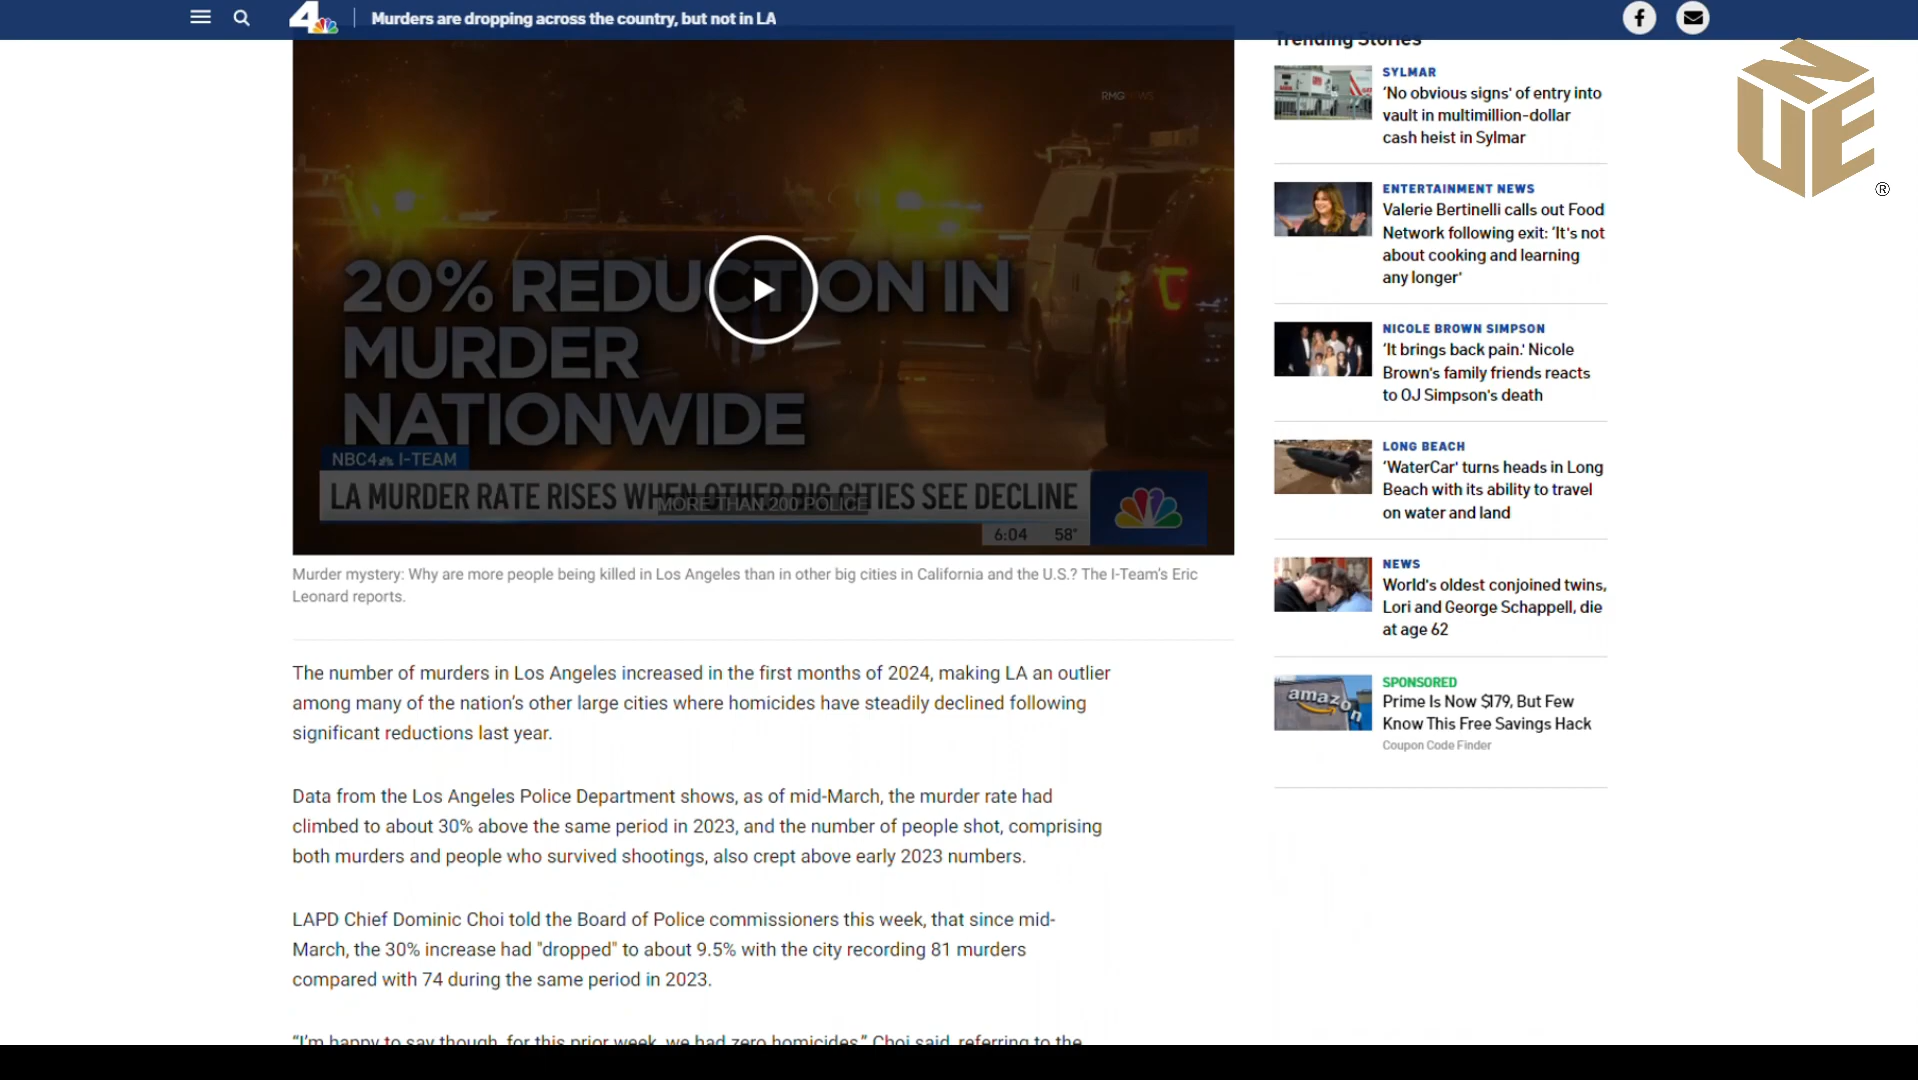 4
Murders are dropping across the country, but not in LA
RMG NEWS
20% REDUCTION IN
MURDER
NATIONWIDE
NBC4 I-TEAM
LA MURDER RATE RISES WHEN OTHER BIG CITIES SEE DECLINE
MORE THAN 200 POLICE
6:04 58°
Murder mystery: Why are more people being killed in Los Angeles than in other big cities in California and the U.S.? The I-Team's Eric
Leonard reports.
The number of murders in Los Angeles increased in the first months of 2024, making LA an outlier
among many of the nation's other large cities where homicides have steadily declined following
significant reductions last year.
Data from the Los Angeles Police Department shows, as of mid-March, the murder rate had
climbed to about 30% above the same period in 2023, and the number of people shot, comprising
both murders and people who survived shootings, also crept above early 2023 numbers.
LAPD Chief Dominic Choi told the Board of Police commissioners this week, that since mid-
March, the 30% increase had "dropped" to about 9.5% with the city recording 81 murders
compared with 74 during the same period in 2023.
"I'm happy to say though, for this prior week, we had zero homicides," Choi said, referring to the
Trending Stories
SYLMAR
'No obvious signs' of entry into
vault in multimillion-dollar
cash heist in Sylmar
ENTERTAINMENT NEWS
Valerie Bertinelli calls out Food
Network following exit: 'It's not
about cooking and learning
any longer'
NICOLE BROWN SIMPSON
'It brings back pain.' Nicole
Brown's family friends reacts
to OJ Simpson's death
LONG BEACH
'WaterCar' turns heads in Long
Beach with its ability to travel
on water and land
NEWS
World's oldest conjoined twins,
Lori and George Schappell, die
at age 62
amazon
SPONSORED
Prime Is Now $179, But Few
Know This Free Savings Hack
Coupon Code Finder
NUE
®